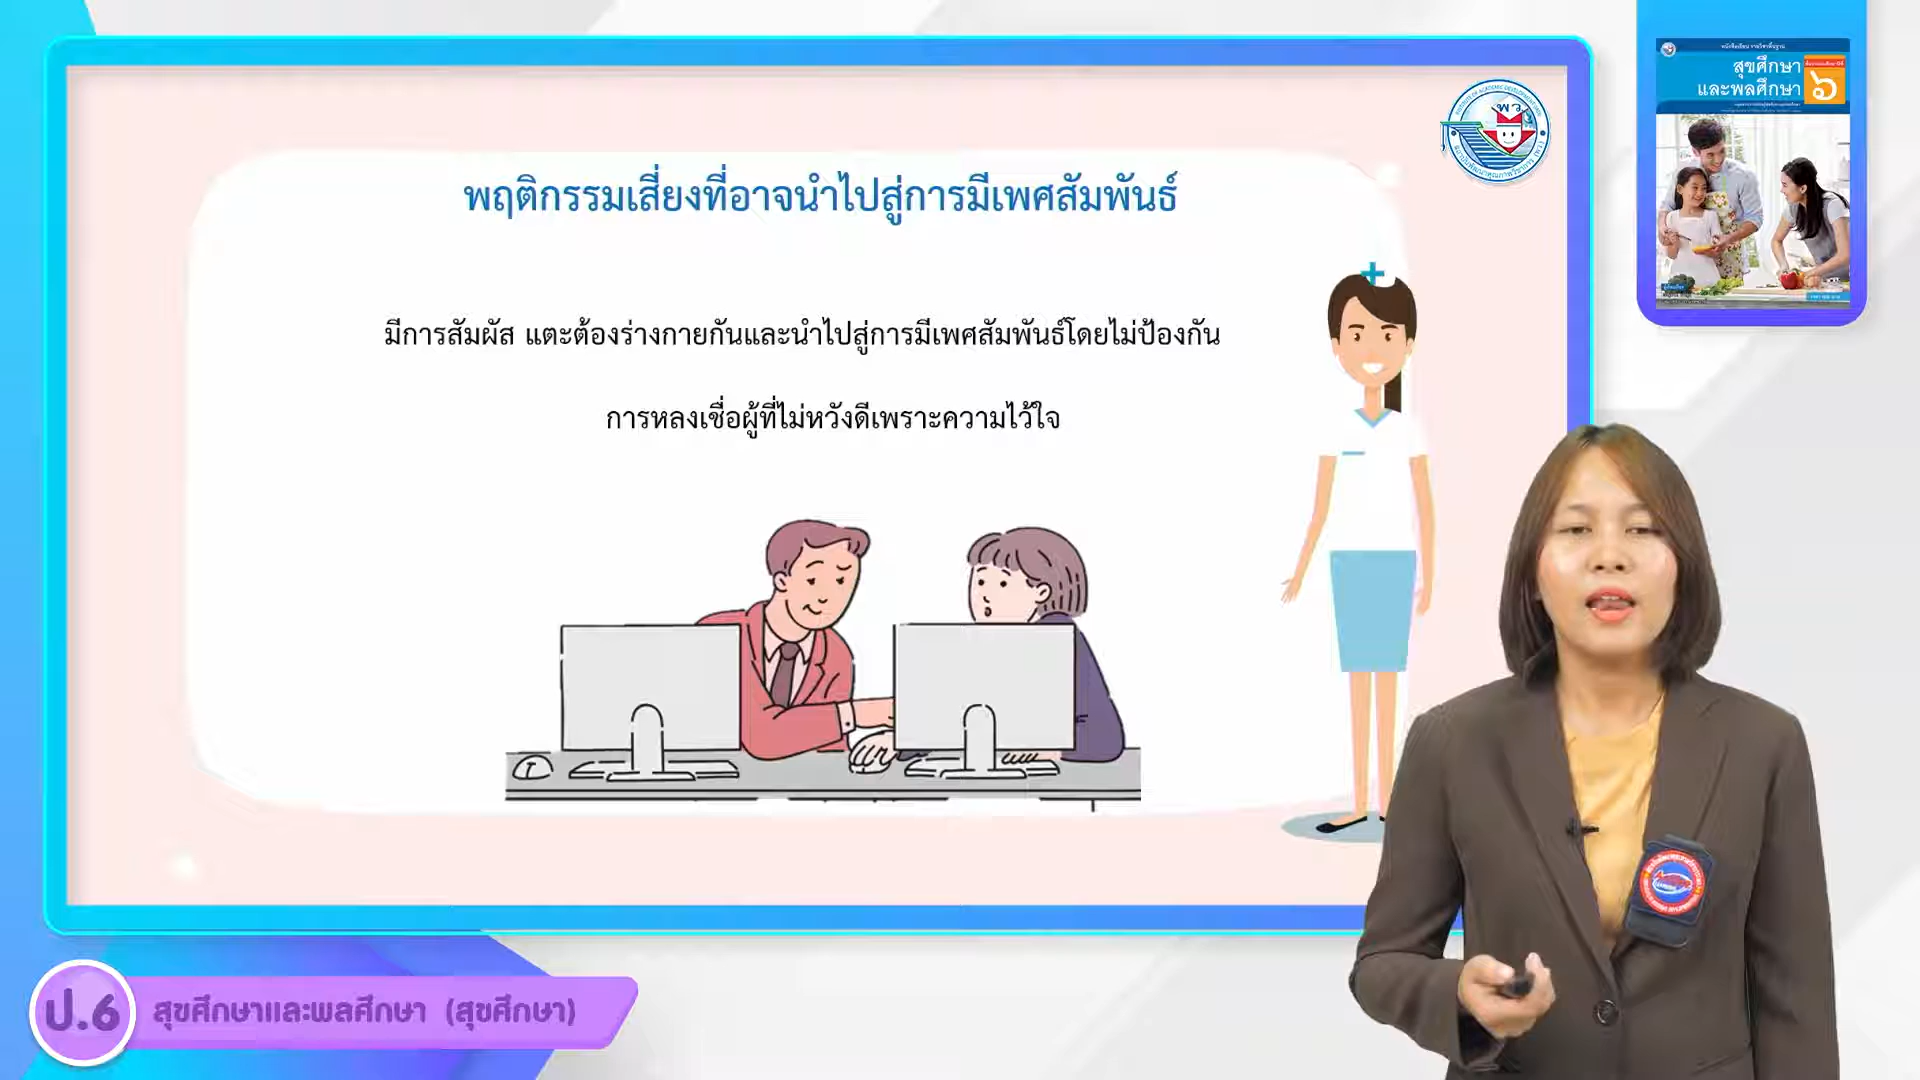 พฤติกรรมเสี่ยงที่อาจนำไปสู่การมีเพศสัมพันธ์
มีการสัมผัส แตะต้องร่างกายกันและนำไปสู่การมีเพศสัมพันธ์โดยไม่ป้องกัน
การหลงเชื่อผู้ที่ไม่หวังดีเพราะความไว้ใจ
พว
สุขศึกษา
และพลศึกษา
๖
ป.6
สุขศึกษาและพลศึกษา (สุขศึกษา)